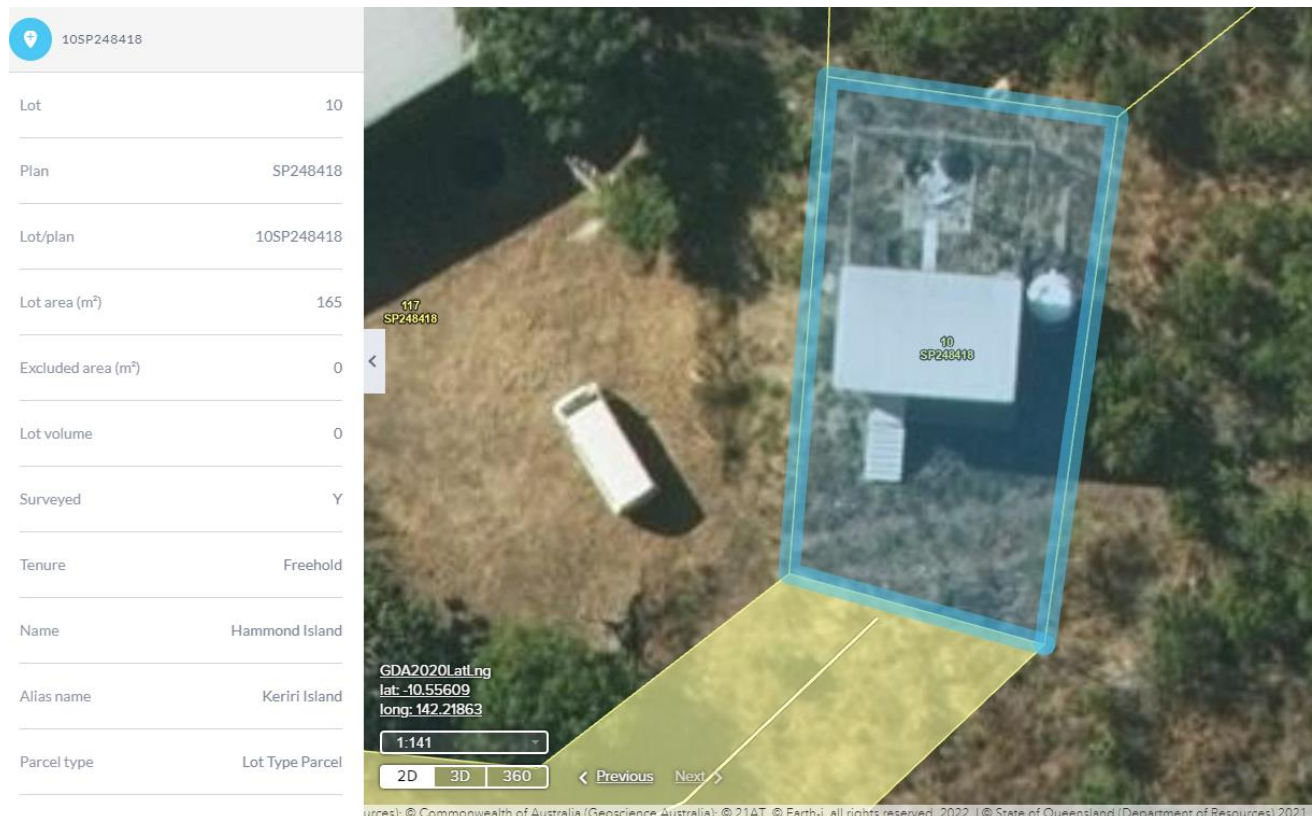 10SP248418
Lot 10
Plan SP248418
Lot/plan 10SP248418
Lot area (m²) 165
Excluded area (m²) 0
Lot volume 0
Surveyed Y
Tenure Freehold
Name Hammond Island
Alias name Keriri Island
Parcel type Lot Type Parcel
117
SP248418
10
SP248418
GDA2020LatLng
lat: -10.55609
long: 142.21863
1:141
2D 3D 360 Previous Next
urces); © Commonwealth of Australia (Geoscience Australia); © 21AT, © Earth-i, all rights reserved, 2022. | © State of Queensland (Department of Resources) 2021